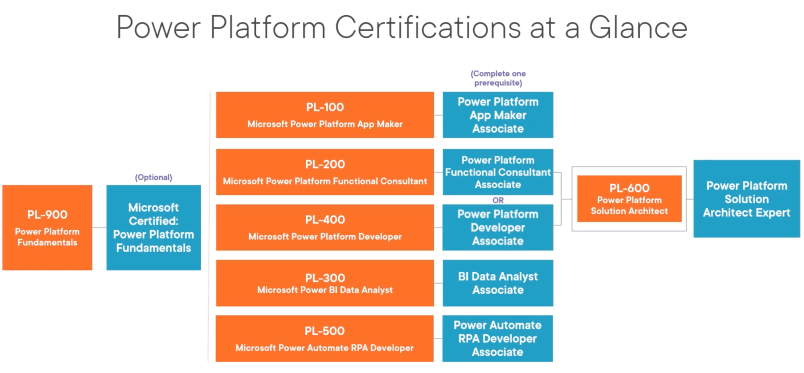 Power Platform Certifications at a Glance
(Complete one
prerequisite)
PL-100
Microsoft Power Platform App Maker
Power Platform
App Maker
Associate
PL-200
Microsoft Power Platform Functional Consultant
Power Platform
Functional Consultant
Associate
(Optional)
PL-900
Power Platform
Fundamentals
Microsoft
Certified:
Power Platform
Fundamentals
OR
PL-400
Microsoft Power Platform Developer
Power Platform
Developer
Associate
PL-600
Power Platform
Solution Architect
Power Platform
Solution
Architect Expert
PL-300
Microsoft Power BI Data Analyst
BI Data Analyst
Associate
PL-500
Microsoft Power Automate RPA Developer
Power Automate
RPA Developer
Associate